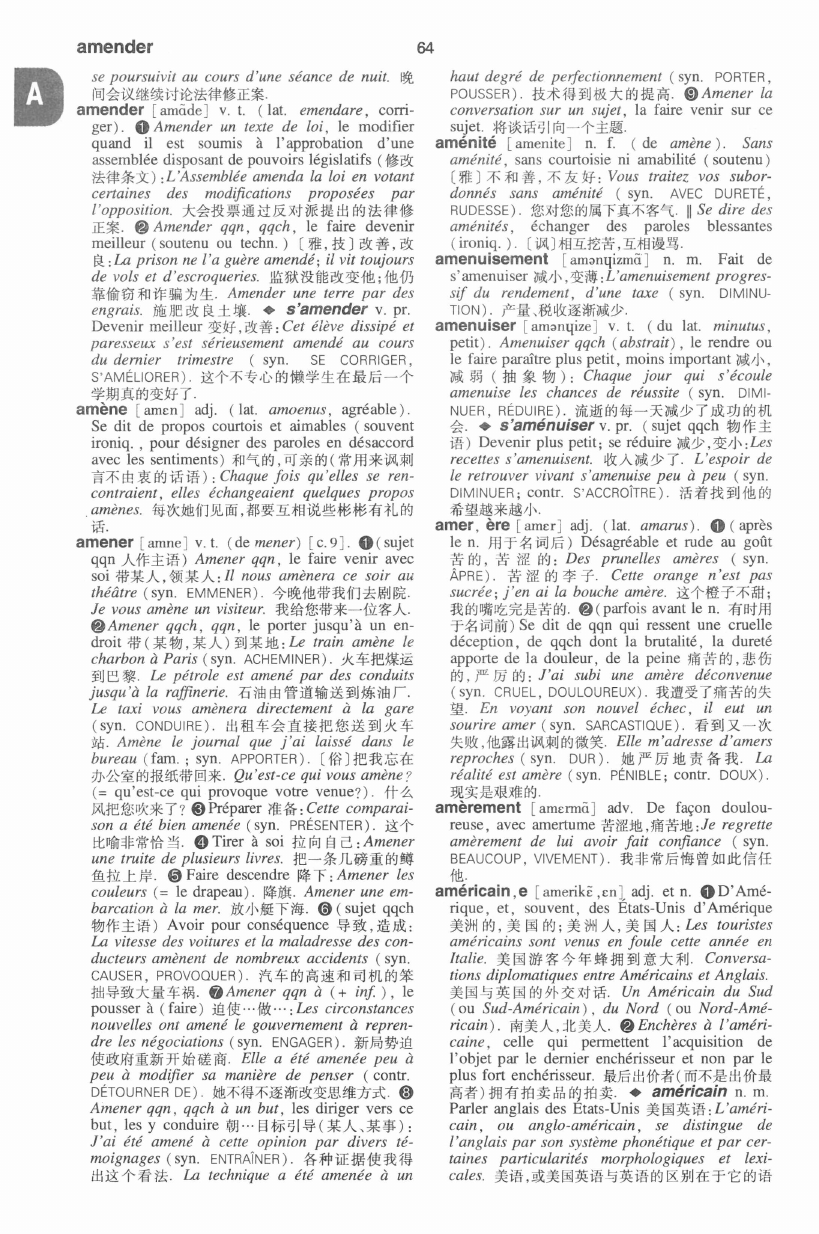 amender
64
A
se poursuivit au cours d'une séance de nuit. 晚
间会议继续讨论法律修正案.
amender [amɑ̃de] v. t. (lat. emendare, corri-
ger). ❶ Amender un texte de loi, le modifier
quand il est soumis à l'approbation d'une
assemblée disposant de pouvoirs législatifs (修改
法律条文):L'Assemblée amenda la loi en votant
certaines des modifications proposées par
l'opposition. 大会投票通过反对派提出的法律修
正案. ❷ Amender qqn, qqch, le faire devenir
meilleur (soutenu ou techn.) [雅,技]改善,改
良:La prison ne l'a guère amendé; il vit toujours
de vols et d'escroqueries. 监狱没能改变他;他仍
靠偷窃和诈骗为生. Amender une terre par des
engrais. 施肥改良土壤. ◆ s'amender v. pr.
Devenir meilleur 变好,改善:Cet élève dissipé et
paresseux s'est sérieusement amendé au cours
du dernier trimestre (syn. SE CORRIGER,
S'AMÉLIORER). 这个不专心的懒学生在最后一个
学期真的变好了.
amène [amɛn] adj. (lat. amoenus, agréable).
Se dit de propos courtois et aimables (souvent
ironiq., pour désigner des paroles en désaccord
avec les sentiments) 和气的,可亲的(常用来讽刺
言不由衷的话语): Chaque fois qu'elles se ren-
contraient, elles échangeaient quelques propos
amènes. 每次她们见面,都要互相说些彬彬有礼的
话.
amener [amne] v. t. (de mener) [c. 9]. ❶(sujet
qqn 人作主语) Amener qqn, le faire venir avec
soi 带某人,领某人:Il nous amènera ce soir au
théâtre (syn. EMMENER). 今晚他带我们去剧院.
Je vous amène un visiteur. 我给您带来一位客人.
❷Amener qqch, qqn, le porter jusqu'à un en-
droit 带(某物,某人)到某地:Le train amène le
charbon à Paris (syn. ACHEMINER). 火车把煤运
到巴黎. Le pétrole est amené par des conduits
jusqu'à la raffinerie. 石油由管道输送到炼油厂.
Le taxi vous amènera directement à la gare
(syn. CONDUIRE). 出租车会直接把您送到火车
站. Amène le journal que j'ai laissé dans le
bureau (fam.; syn. APPORTER). [俗]把我忘在
办公室的报纸带回来. Qu'est-ce qui vous amène?
(= qu'est-ce qui provoque votre venue?). 什么
风把您吹来了? ❸Préparer 准备:Cette comparai-
son a été bien amenée (syn. PRÉSENTER). 这个
比喻非常恰当. ❹ Tirer à soi 拉向自己:Amener
une truite de plusieurs livres. 把一条几磅重的鳟
鱼拉上岸. ❺ Faire descendre 降下: Amener les
couleurs (= le drapeau). 降旗. Amener une em-
barcation à la mer. 放小艇下海. ❻ (sujet qqch
物作主语) Avoir pour conséquence 导致,造成:
La vitesse des voitures et la maladresse des con-
ducteurs amènent de nombreux accidents (syn.
CAUSER, PROVOQUER). 汽车的高速和司机的笨
拙导致大量车祸. ❼ Amener qqn à (+ inf.), le
pousser à (faire) 迫使…做…: Les circonstances
nouvelles ont amené le gouvernement à repren-
dre les négociations (syn. ENGAGER). 新局势迫
使政府重新开始磋商. Elle a été amenée peu à
peu à modifier sa manière de penser (contr.
DÉTOURNER DE). 她不得不逐渐改变思维方式. ❽
Amener qqn, qqch à un but, les diriger vers ce
but, les y conduire 朝…目标引导(某人、某事):
J'ai été amené à cette opinion par divers té-
moignages (syn. ENTRAÎNER). 各种证据使我得
出这个看法. La technique a été amenée à un
haut degré de perfectionnement (syn. PORTER,
POUSSER). 技术得到极大的提高. ❾Amener la
conversation sur un sujet, la faire venir sur ce
sujet. 将谈话引向一个主题.
aménité [amenite] n. f. (de amène). Sans
aménité, sans courtoisie ni amabilité (soutenu)
[雅]不和善,不友好: Vous traitez vos subor-
donnés sans aménité (syn. AVEC DURETÉ,
RUDESSE). 您对您的属下真不客气. ‖ Se dire des
aménités, échanger des paroles blessantes
(ironiq.). [讽]相互挖苦,互相谩骂.
amenuisement [amənɥizmɑ̃] n. m. Fait de
s'amenuiser 减小,变薄:L'amenuisement progres-
sif du rendement, d'une taxe (syn. DIMINU-
TION). 产量、税收逐渐减少.
amenuiser [amənɥize] v. t. (du lat. minutus,
petit). Amenuiser qqch (abstrait), le rendre ou
le faire paraître plus petit, moins important 减小,
减弱(抽象物): Chaque jour qui s'écoule
amenuise les chances de réussite (syn. DIMI-
NUER, RÉDUIRE). 流逝的每一天减少了成功的机
会. ◆ s'aménuiser v. pr. (sujet qqch 物作主
语) Devenir plus petit; se réduire 减少,变小:Les
recettes s'amenuisent. 收入减少了. L'espoir de
le retrouver vivant s'amenuise peu à peu (syn.
DIMINUER; contr. S'ACCROÎTRE). 活着找到他的
希望越来越小.
amer, ère [amɛr] adj. (lat. amarus). ❶ (après
le n. 用于名词后) Désagréable et rude au goût
苦的,苦涩的: Des prunelles amères (syn.
ÂPRE). 苦涩的李子. Cette orange n'est pas
sucrée; j'en ai la bouche amère. 这个橙子不甜;
我的嘴吃完是苦的. ❷(parfois avant le n. 有时用
于名词前) Se dit de qqn qui ressent une cruelle
déception, de qqch dont la brutalité, la dureté
apporte de la douleur, de la peine 痛苦的,悲伤
的,严厉的: J'ai subi une amère déconvenue
(syn. CRUEL, DOULOUREUX). 我遭受了痛苦的失
望. En voyant son nouvel échec, il eut un
sourire amer (syn. SARCASTIQUE). 看到又一次
失败,他露出讽刺的微笑. Elle m'adresse d'amers
reproches (syn. DUR). 她严厉地责备我. La
réalité est amère (syn. PÉNIBLE; contr. DOUX).
现实是艰难的.
amèrement [amɛrmɑ̃] adv. De façon doulou-
reuse, avec amertume 苦涩地,痛苦地:Je regrette
amèrement de lui avoir fait confiance (syn.
BEAUCOUP, VIVEMENT). 我非常后悔曾如此信任
他.
américain, e [amerikɛ̃,ɛn] adj. et n. ❶ D'Amé-
rique, et, souvent, des États-Unis d'Amérique
美洲的,美国的;美洲人,美国人: Les touristes
américains sont venus en foule cette année en
Italie. 美国游客今年蜂拥到意大利. Conversa-
tions diplomatiques entre Américains et Anglais.
美国与英国的外交对话. Un Américain du Sud
(ou Sud-Américain), du Nord (ou Nord-Amé-
ricain). 南美人,北美人. ❷ Enchères à l'améri-
caine, celle qui permettent l'acquisition de
l'objet par le dernier enchérisseur et non par le
plus fort enchérisseur. 最后出价者(而不是出价最
高者)拥有拍卖品的拍卖. ◆ américain n. m.
Parler anglais des États-Unis 美国英语:L'améri-
cain, ou anglo-américain, se distingue de
l'anglais par son système phonétique et par cer-
taines particularités morphologiques et lexi-
cales. 美语,或美国英语与英语的区别在于它的语